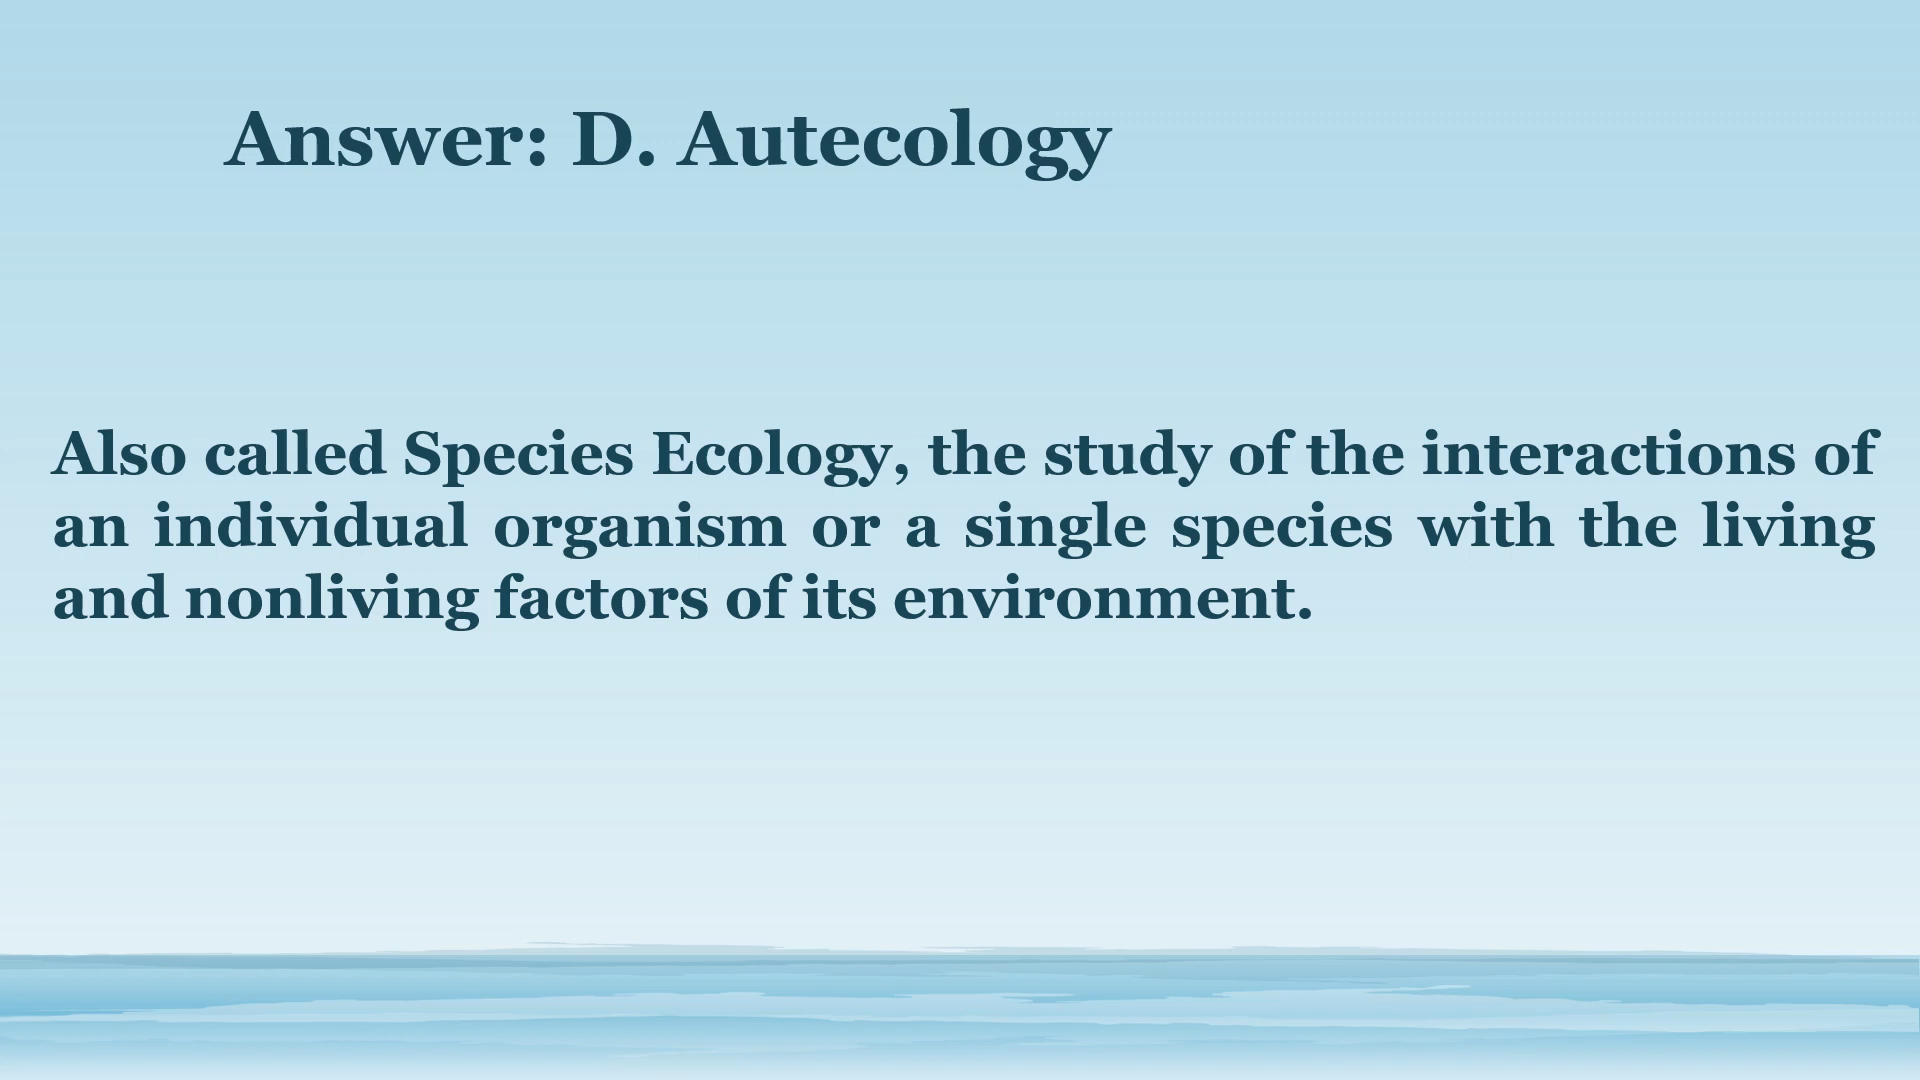 Answer: D. Autecology
Also called Species Ecology, the study of the interactions of
an individual organism or a single species with the living
and nonliving factors of its environment.